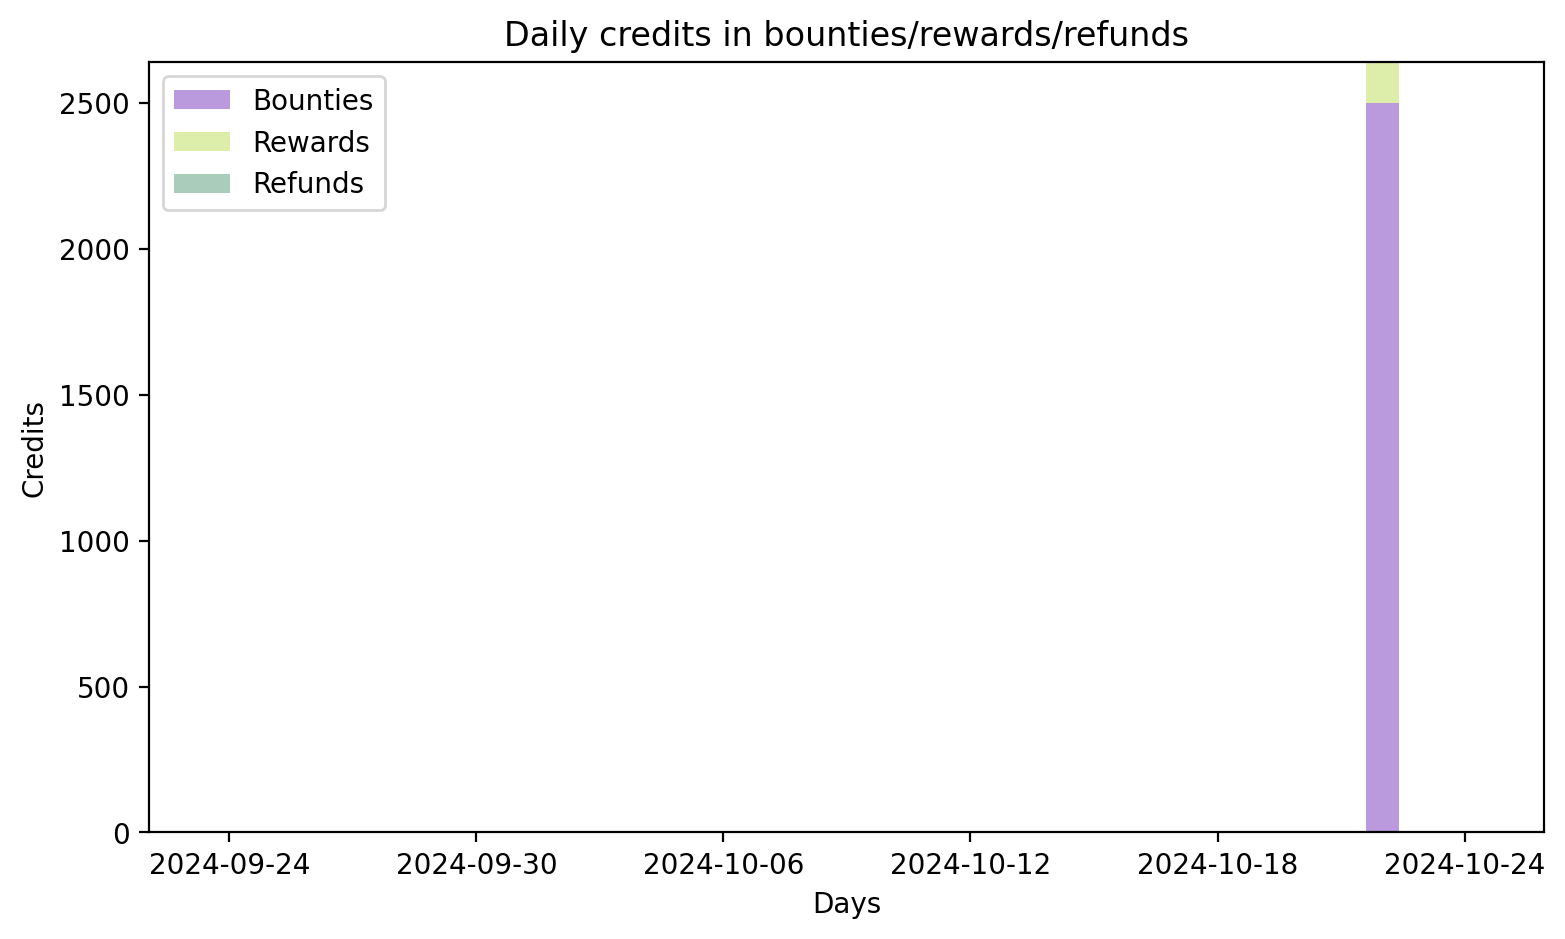 Daily credits in bounties/rewards/refunds
Bounties
Rewards
Refunds
2500
2000
1500
1000
500
0
Credits
2024-09-24 2024-09-30 2024-10-06 2024-10-12 2024-10-18 2024-10-24
Days